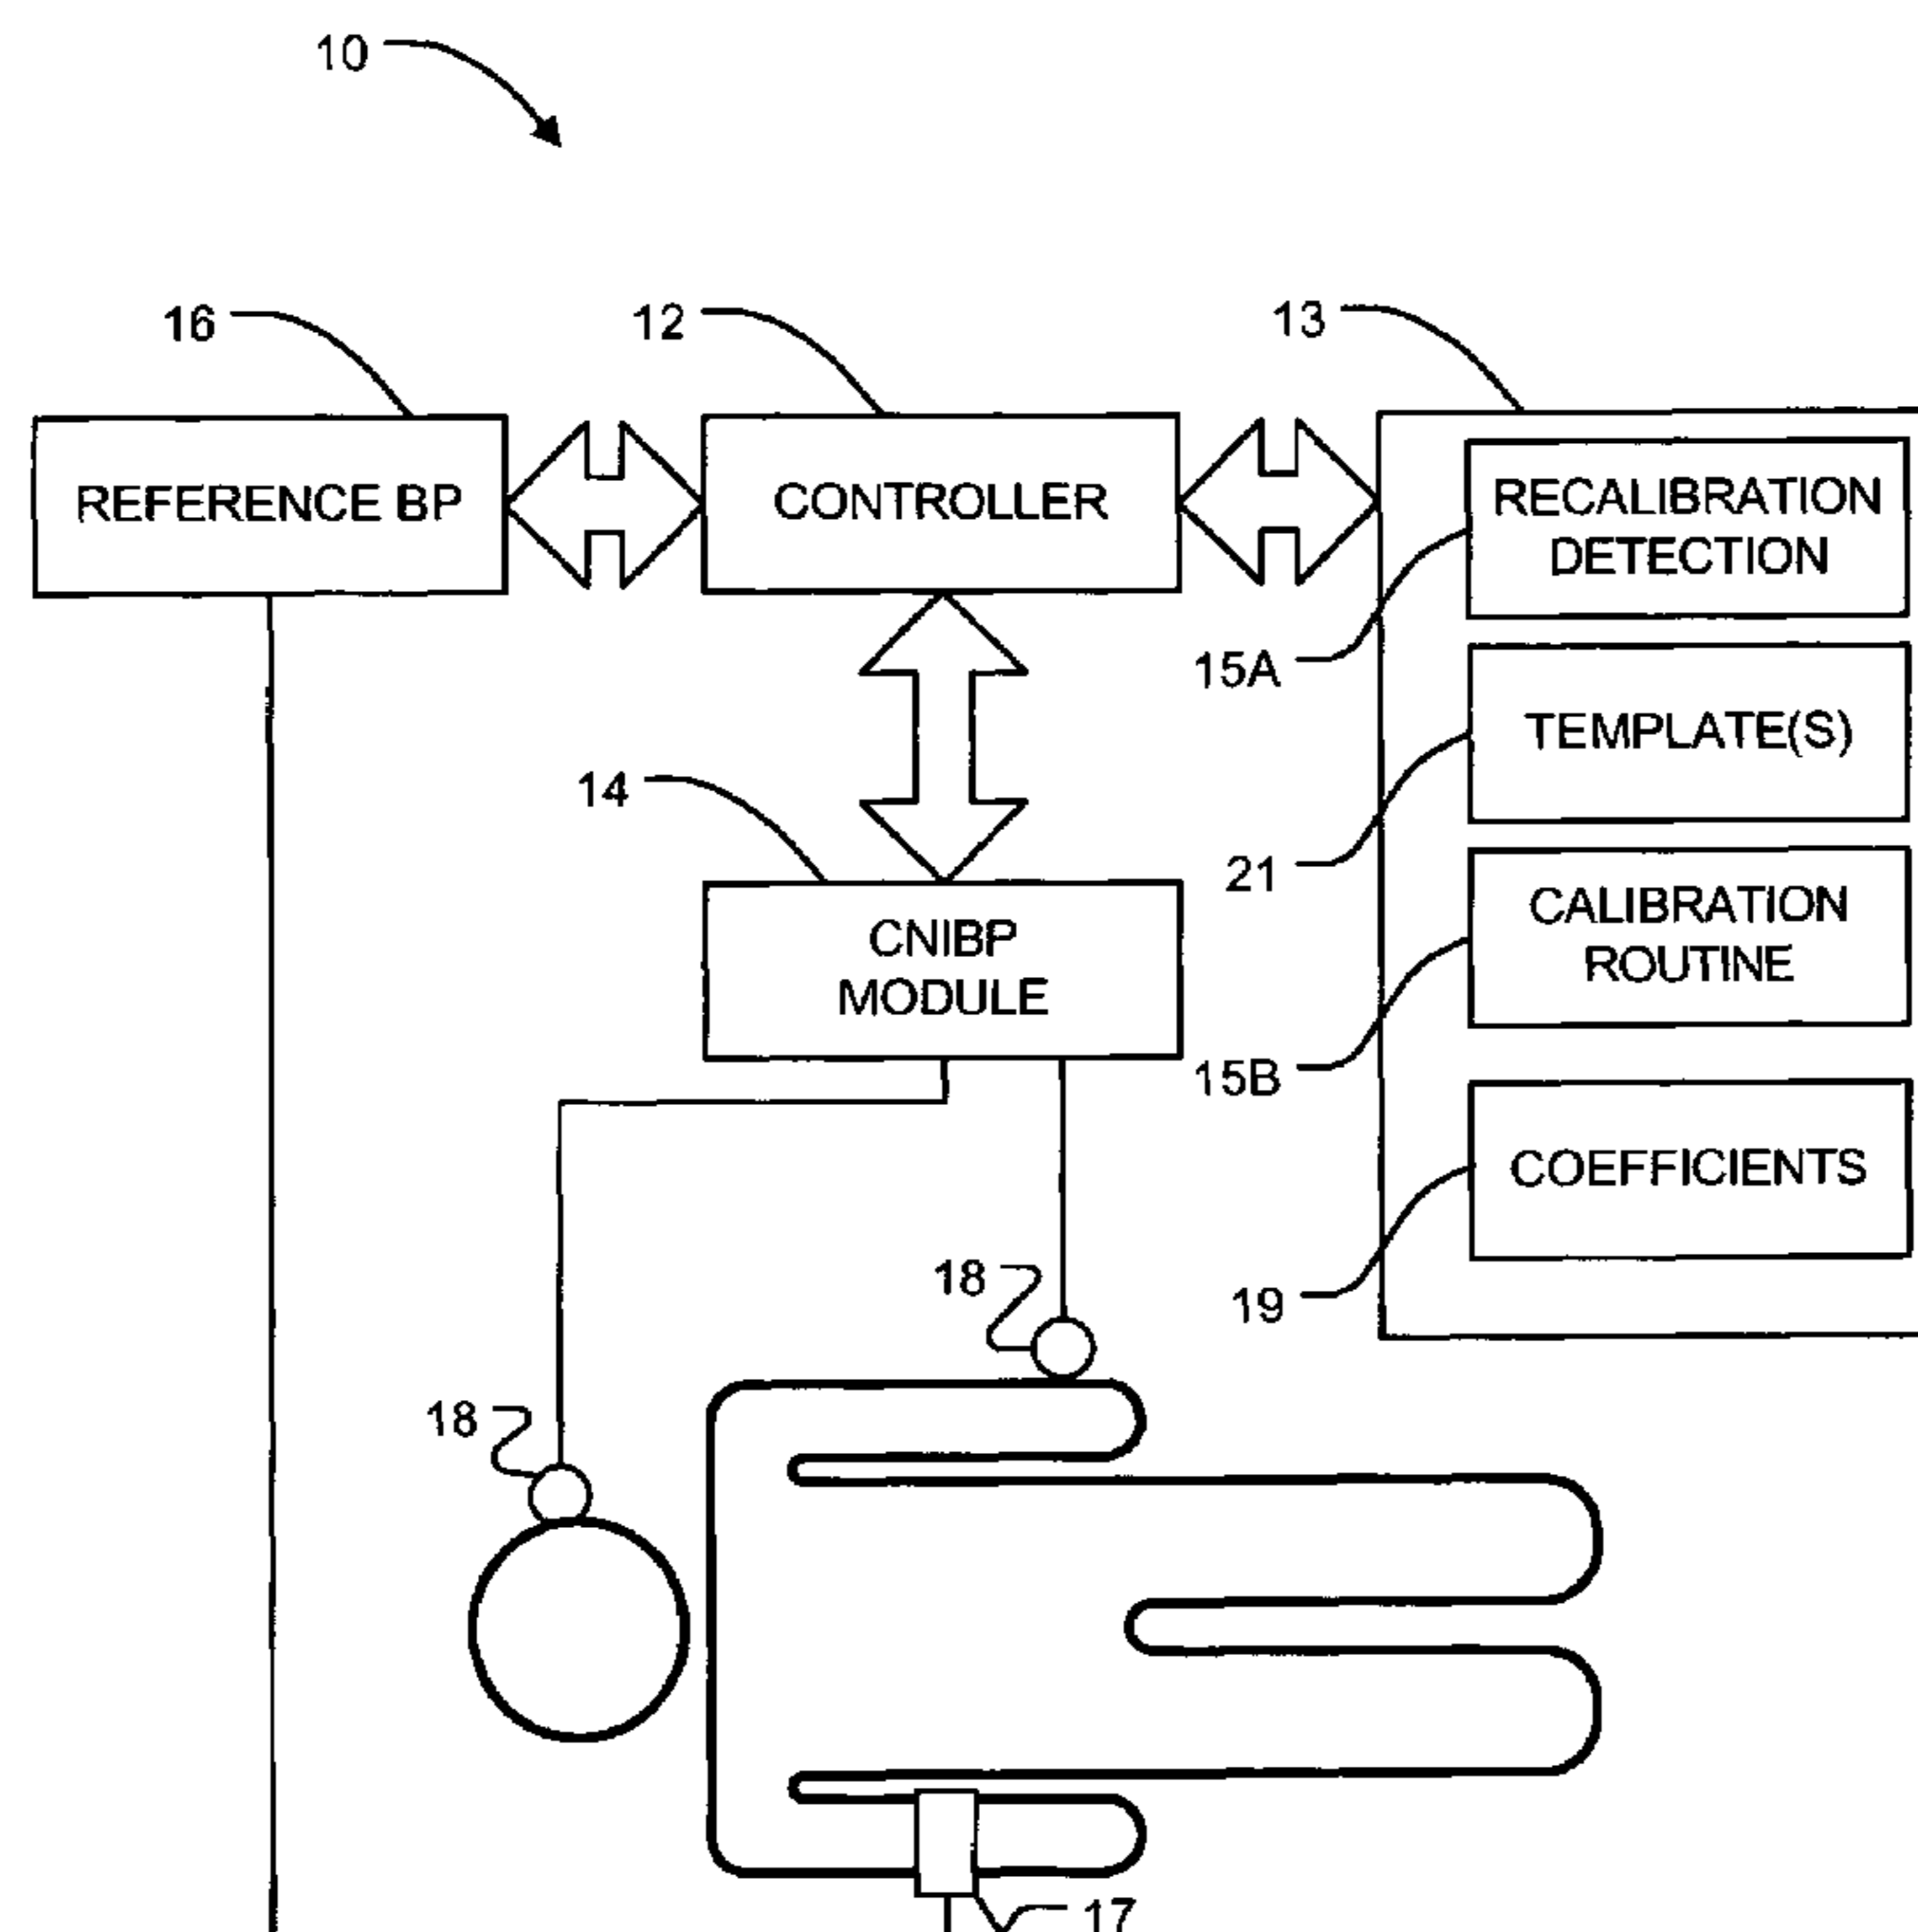 10
16
12
13
REFERENCE BP
CONTROLLER
RECALIBRATION
DETECTION
15A
TEMPLATE(S)
14
21
CNIBP
MODULE
CALIBRATION
ROUTINE
15B
COEFFICIENTS
18
19
18
17